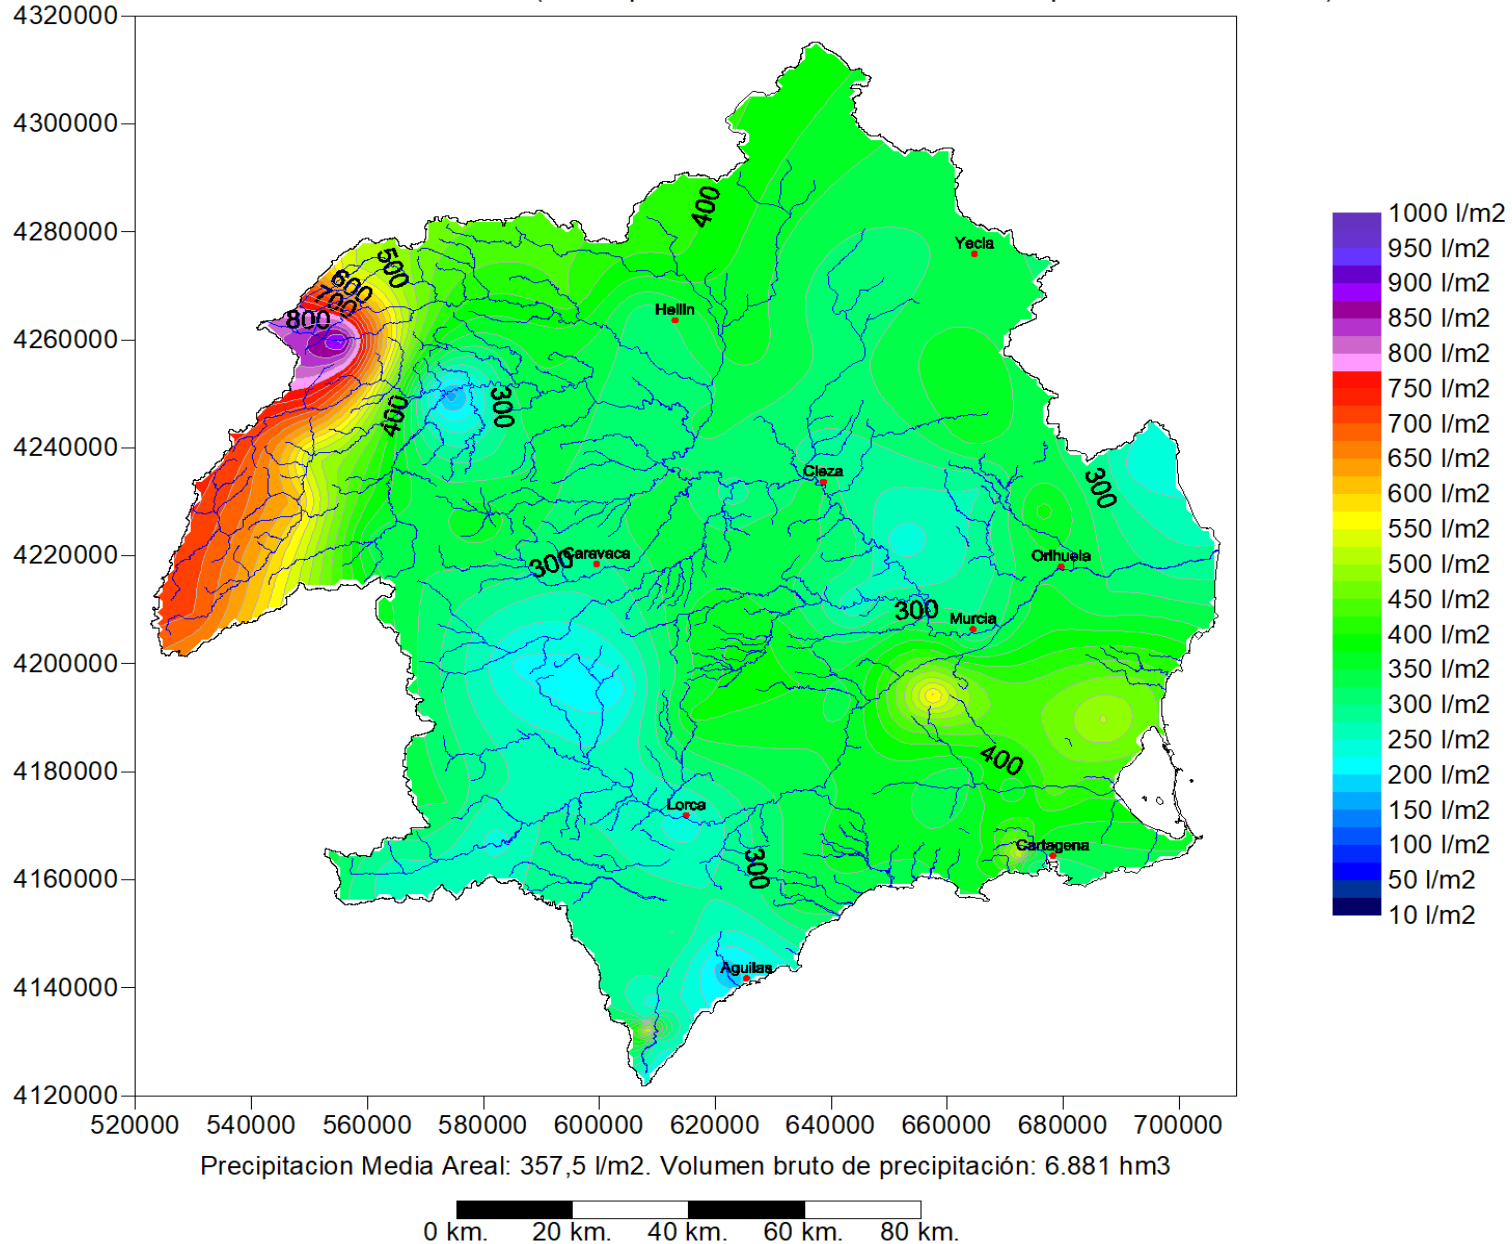 4320000
4300000
4280000
4260000
4240000
4220000
4200000
4180000
4160000
4140000
4120000
520000 540000 560000 580000 600000 620000 640000 660000 680000 700000
400
500
600
700
800
Yecla
Hellin
400
300
Cieza
300
300
Caravaca
Orihuela
300
Murcia
400
Lorca
300
Cartagena
Aguilas
1000 l/m2
950 l/m2
900 l/m2
850 l/m2
800 l/m2
750 l/m2
700 l/m2
650 l/m2
600 l/m2
550 l/m2
500 l/m2
450 l/m2
400 l/m2
350 l/m2
300 l/m2
250 l/m2
200 l/m2
150 l/m2
100 l/m2
50 l/m2
10 l/m2
Precipitacion Media Areal: 357,5 l/m2. Volumen bruto de precipitación: 6.881 hm3
0 km. 20 km. 40 km. 60 km. 80 km.